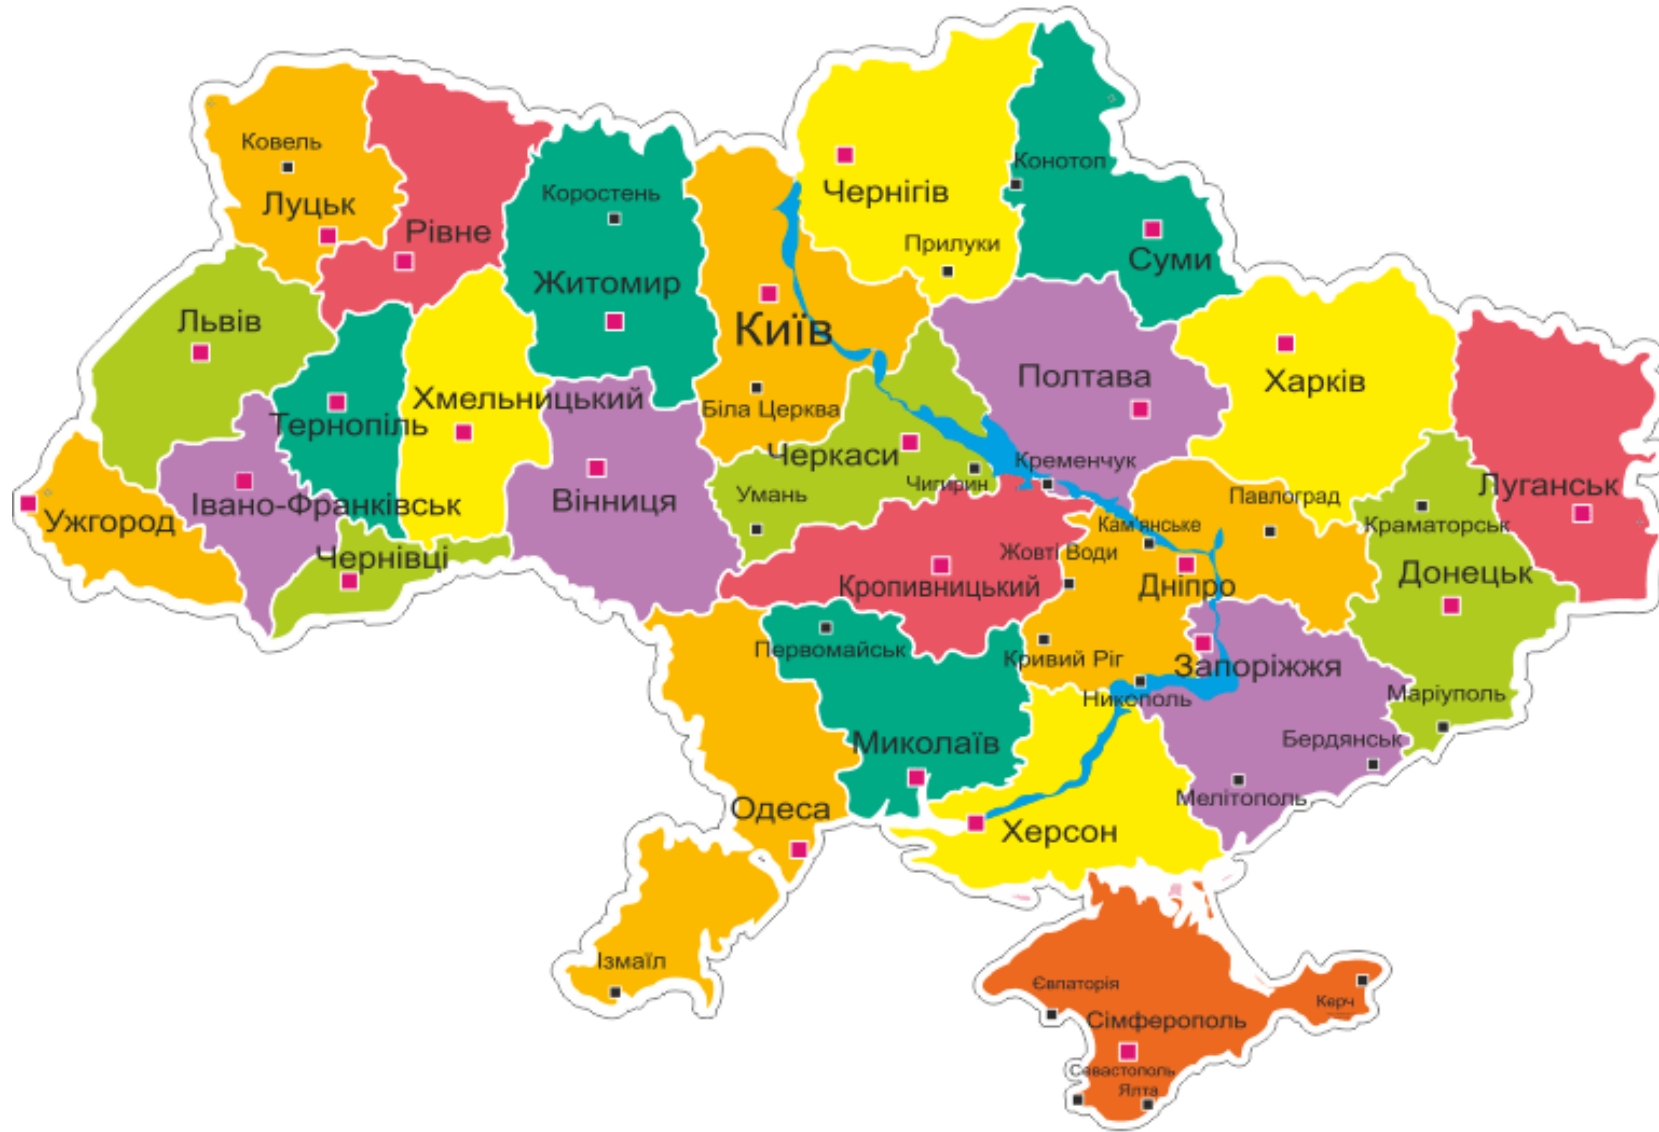 Ковель
Луцьк
Рівне
Коростень
Житомир
Чернігів
Прилуки
Конотоп
Суми
Львів
Тернопіль
Хмельницький
Київ
Біла Церква
Полтава
Кременчук
Харків
Черкаси
Чигирин
Умань
Ужгород
Івано-Франківськ
Чернівці
Вінниця
Кропивницький
Павлоград
Кам'янське
Жовті Води
Дніпро
Кривий Ріг
Никополь
Краматорськ
Луганськ
Донецьк
Маріуполь
Запоріжжя
Бердянськ
Мелітополь
Первомайськ
Миколаїв
Одеса
Херсон
Ізмаїл
Євпаторія
Керч
Сімферополь
Севастополь
Ялта